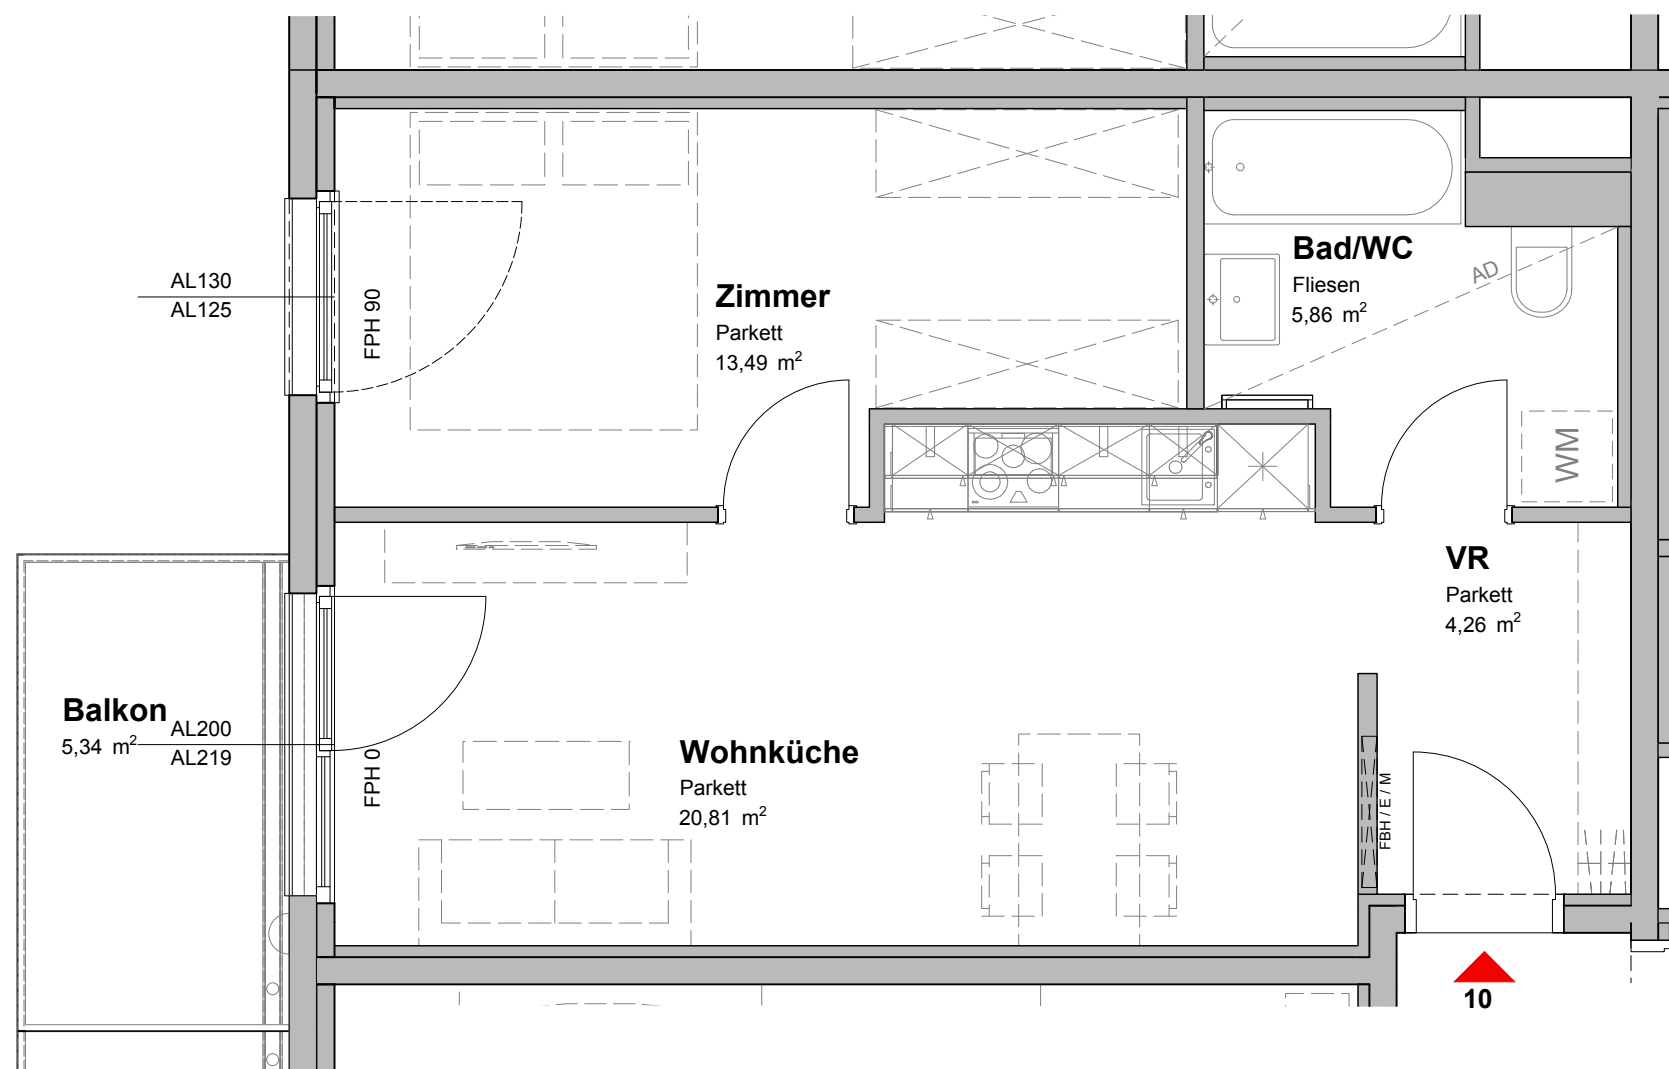 AL130
AL125
FPH 90
Zimmer
Parkett
13,49 m²
Bad/WC
Fliesen
5,86 m²
AD
WM
VR
Parkett
4,26 m²
Balkon
5,34 m²
AL200
AL219
FPH 0
Wohnküche
Parkett
20,81 m²
FBH / E / M
10